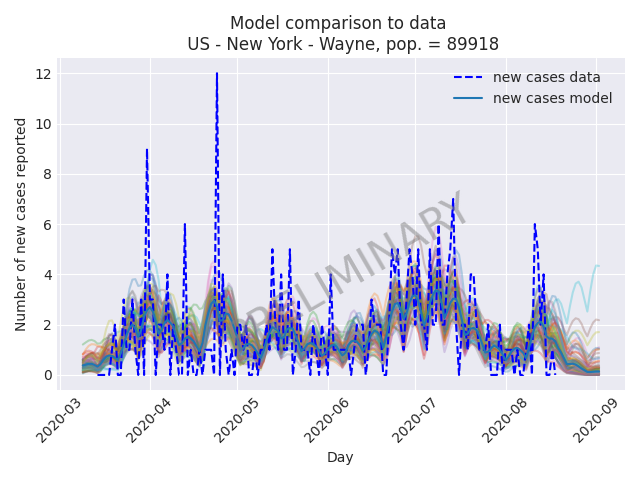 Model comparison to data
US - New York - Wayne, pop. = 89918
12
10
8
6
4
2
0
Number of new cases reported
new cases data
new cases model
PRELIMINARY
2020-03
2020-04
2020-05
2020-06
2020-07
2020-08
2020-09
Day